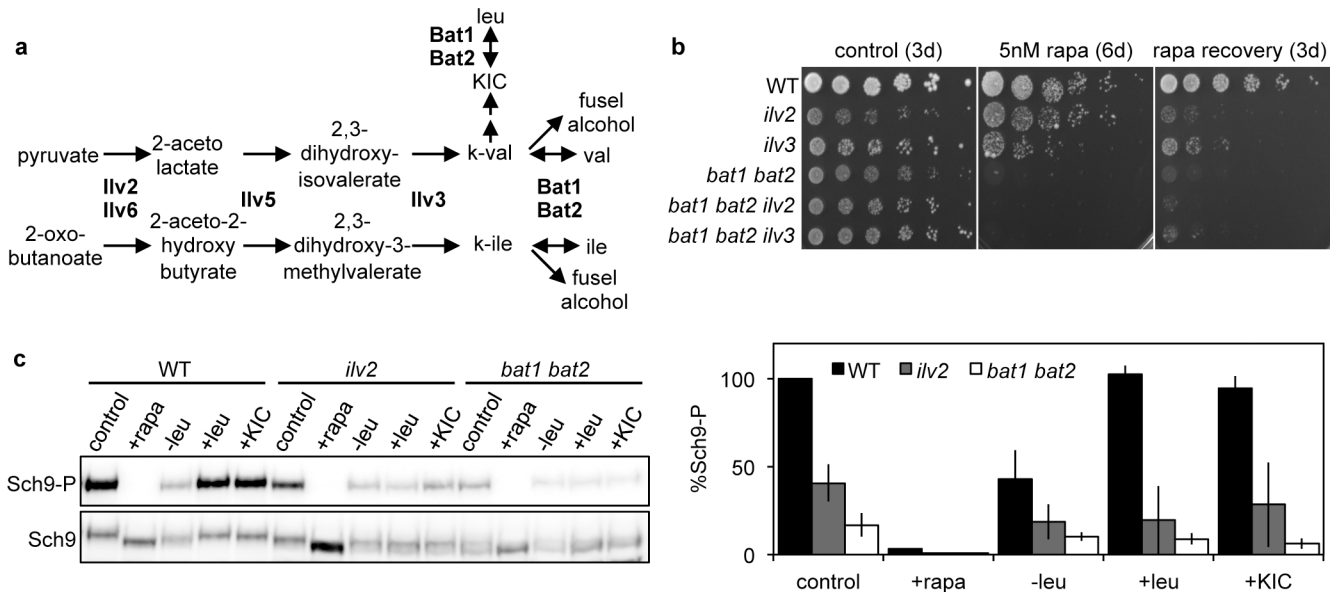 a
leu
Bat1
Bat2
KIC
fusel
alcohol
2-aceto
lactate
2,3-
dihydroxy-
isovalerate
pyruvate
k-val
val
Ilv2
Ilv6
Ilv5
Ilv3
Bat1
Bat2
2-oxo-
butanoate
2-aceto-2-
hydroxy
butyrate
2,3-
dihydroxy-3-
methylvalerate
k-ile
ile
fusel
alcohol
b
control (3d) 5nM rapa (6d) rapa recovery (3d)
WT
ilv2
ilv3
bat1 bat2
bat1 bat2 ilv2
bat1 bat2 ilv3
c
WT ilv2 bat1 bat2
control +rapa -leu +leu +KIC control +rapa -leu +leu +KIC control +rapa -leu +leu +KIC
Sch9-P
Sch9
WT ilv2 bat1 bat2
%Sch9-P
100
50
0
control +rapa -leu +leu +KIC